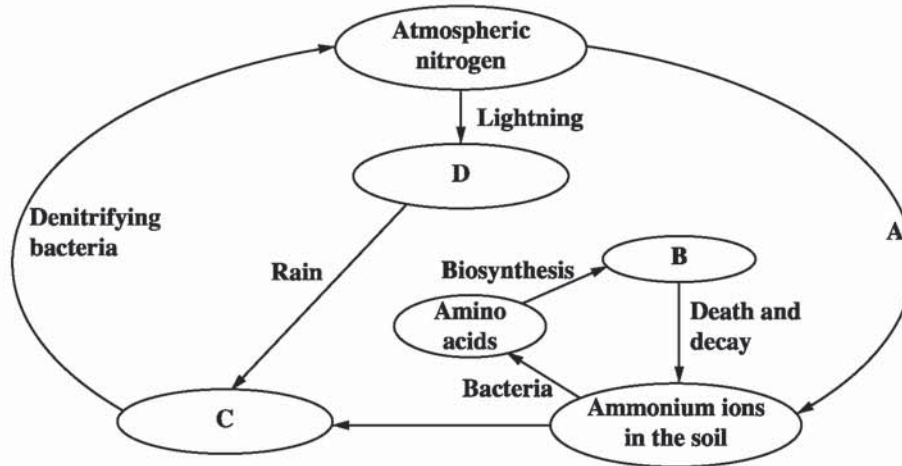 Atmospheric
nitrogen
Lightning
D
Denitrifying
bacteria
A
Rain
Biosynthesis
B
Amino
acids
Death and
decay
Bacteria
C
Ammonium ions
in the soil